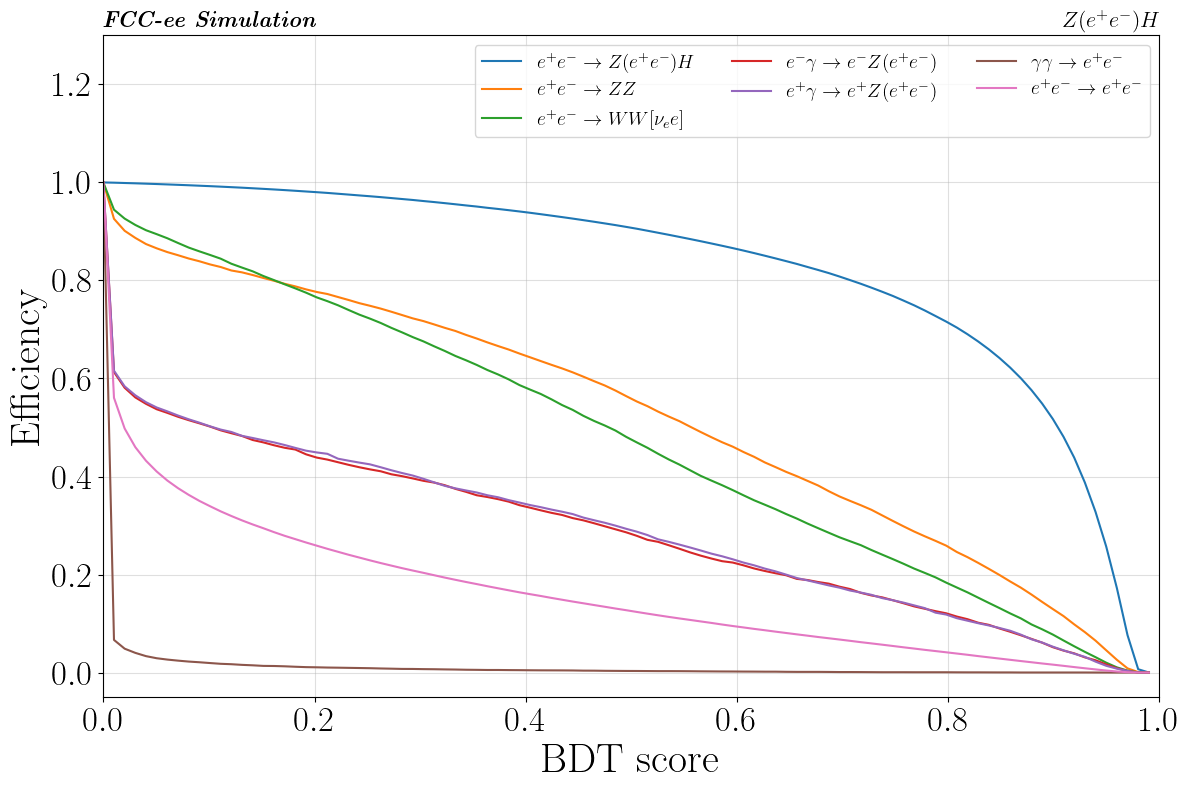 FCC-ee Simulation
Z(e⁺e⁻)H
e⁺e⁻ → Z(e⁺e⁻)H
e⁺e⁻ → ZZ
e⁺e⁻ → WW[νₑe]
e⁻γ → e⁻Z(e⁺e⁻)
e⁺γ → e⁺Z(e⁺e⁻)
γγ → e⁺e⁻
e⁺e⁻ → e⁺e⁻
Efficiency
1.2
1.0
0.8
0.6
0.4
0.2
0.0
0.0 0.2 0.4 0.6 0.8 1.0
BDT score